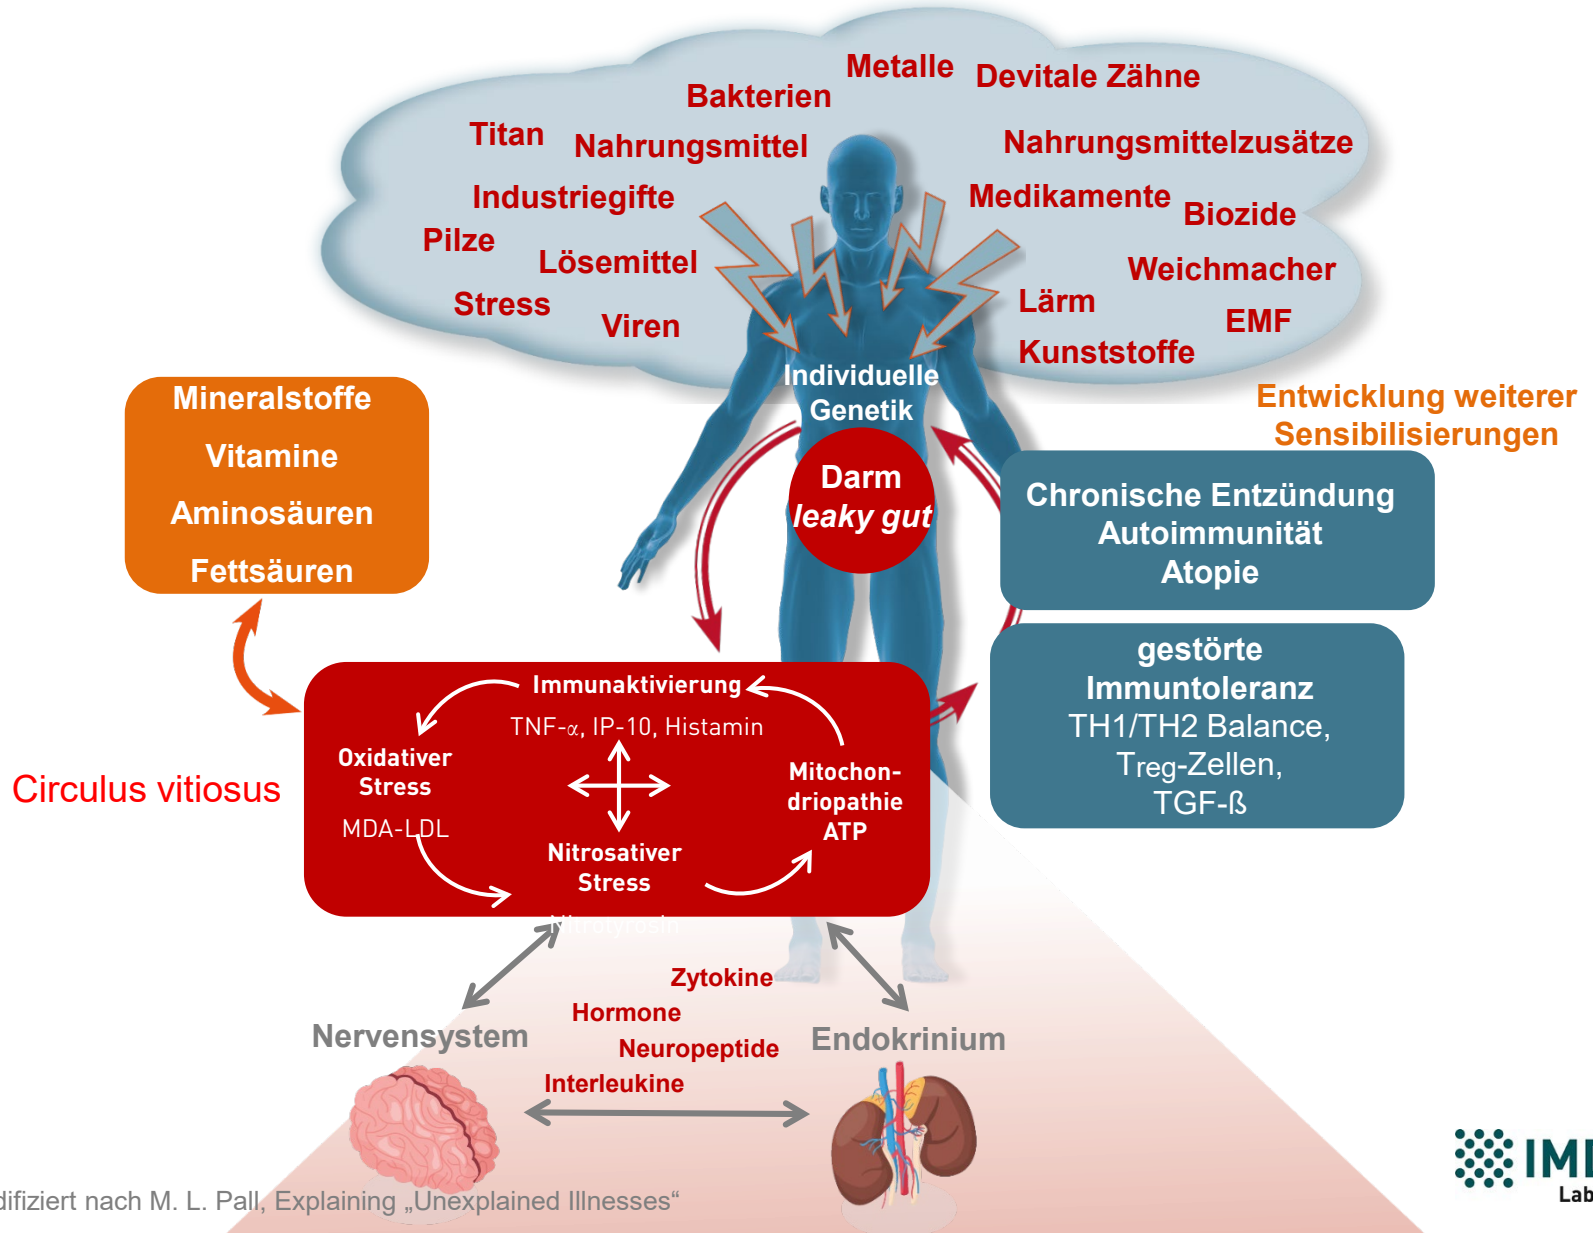 Metalle
Devitale Zähne
Bakterien
Titan
Nahrungsmittel
Nahrungsmittelzusätze
Industriegifte
Medikamente
Biozide
Pilze
Lösemittel
Weichmacher
Stress
Lärm
Viren
EMF
Kunststoffe
Individuelle
Genetik
Darm
leaky gut
Mineralstoffe
Vitamine
Aminosäuren
Fettsäuren
Entwicklung weiterer
Sensibilisierungen
Chronische Entzündung
Autoimmunität
Atopie
gestörte
Immuntoleranz
TH1/TH2 Balance,
Treg-Zellen,
TGF-ß
Circulus vitiosus
Immunaktivierung
TNF-α, IP-10, Histamin
Oxidativer
Stress
MDA-LDL
Mitochon-
driopathie
ATP
Nitrosativer
Stress
Nitrotyrosin
Zytokine
Hormone
Neuropeptide
Interleukine
Nervensystem
Endokrinium
difiziert nach M. L. Pall, Explaining „Unexplained Illnesses“
IM
Lab